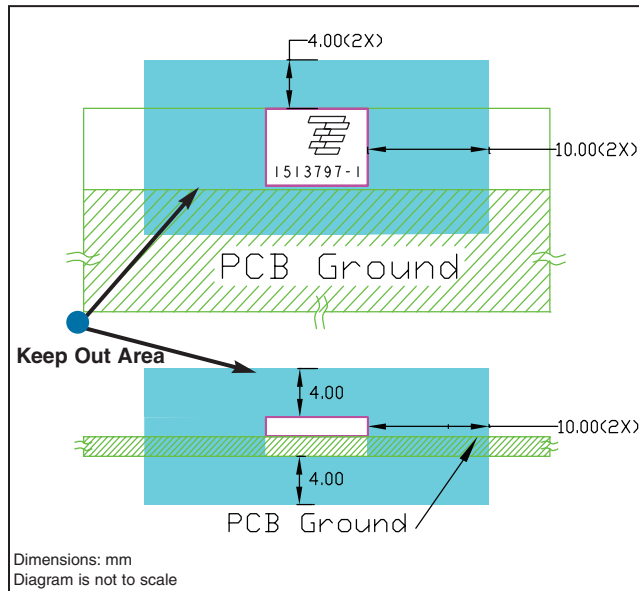 4.00(2X)
10.00(2X)
1513797-1
PCB Ground
Keep Out Area
4.00
10.00(2X)
4.00
PCB Ground
Dimensions: mm
Diagram is not to scale